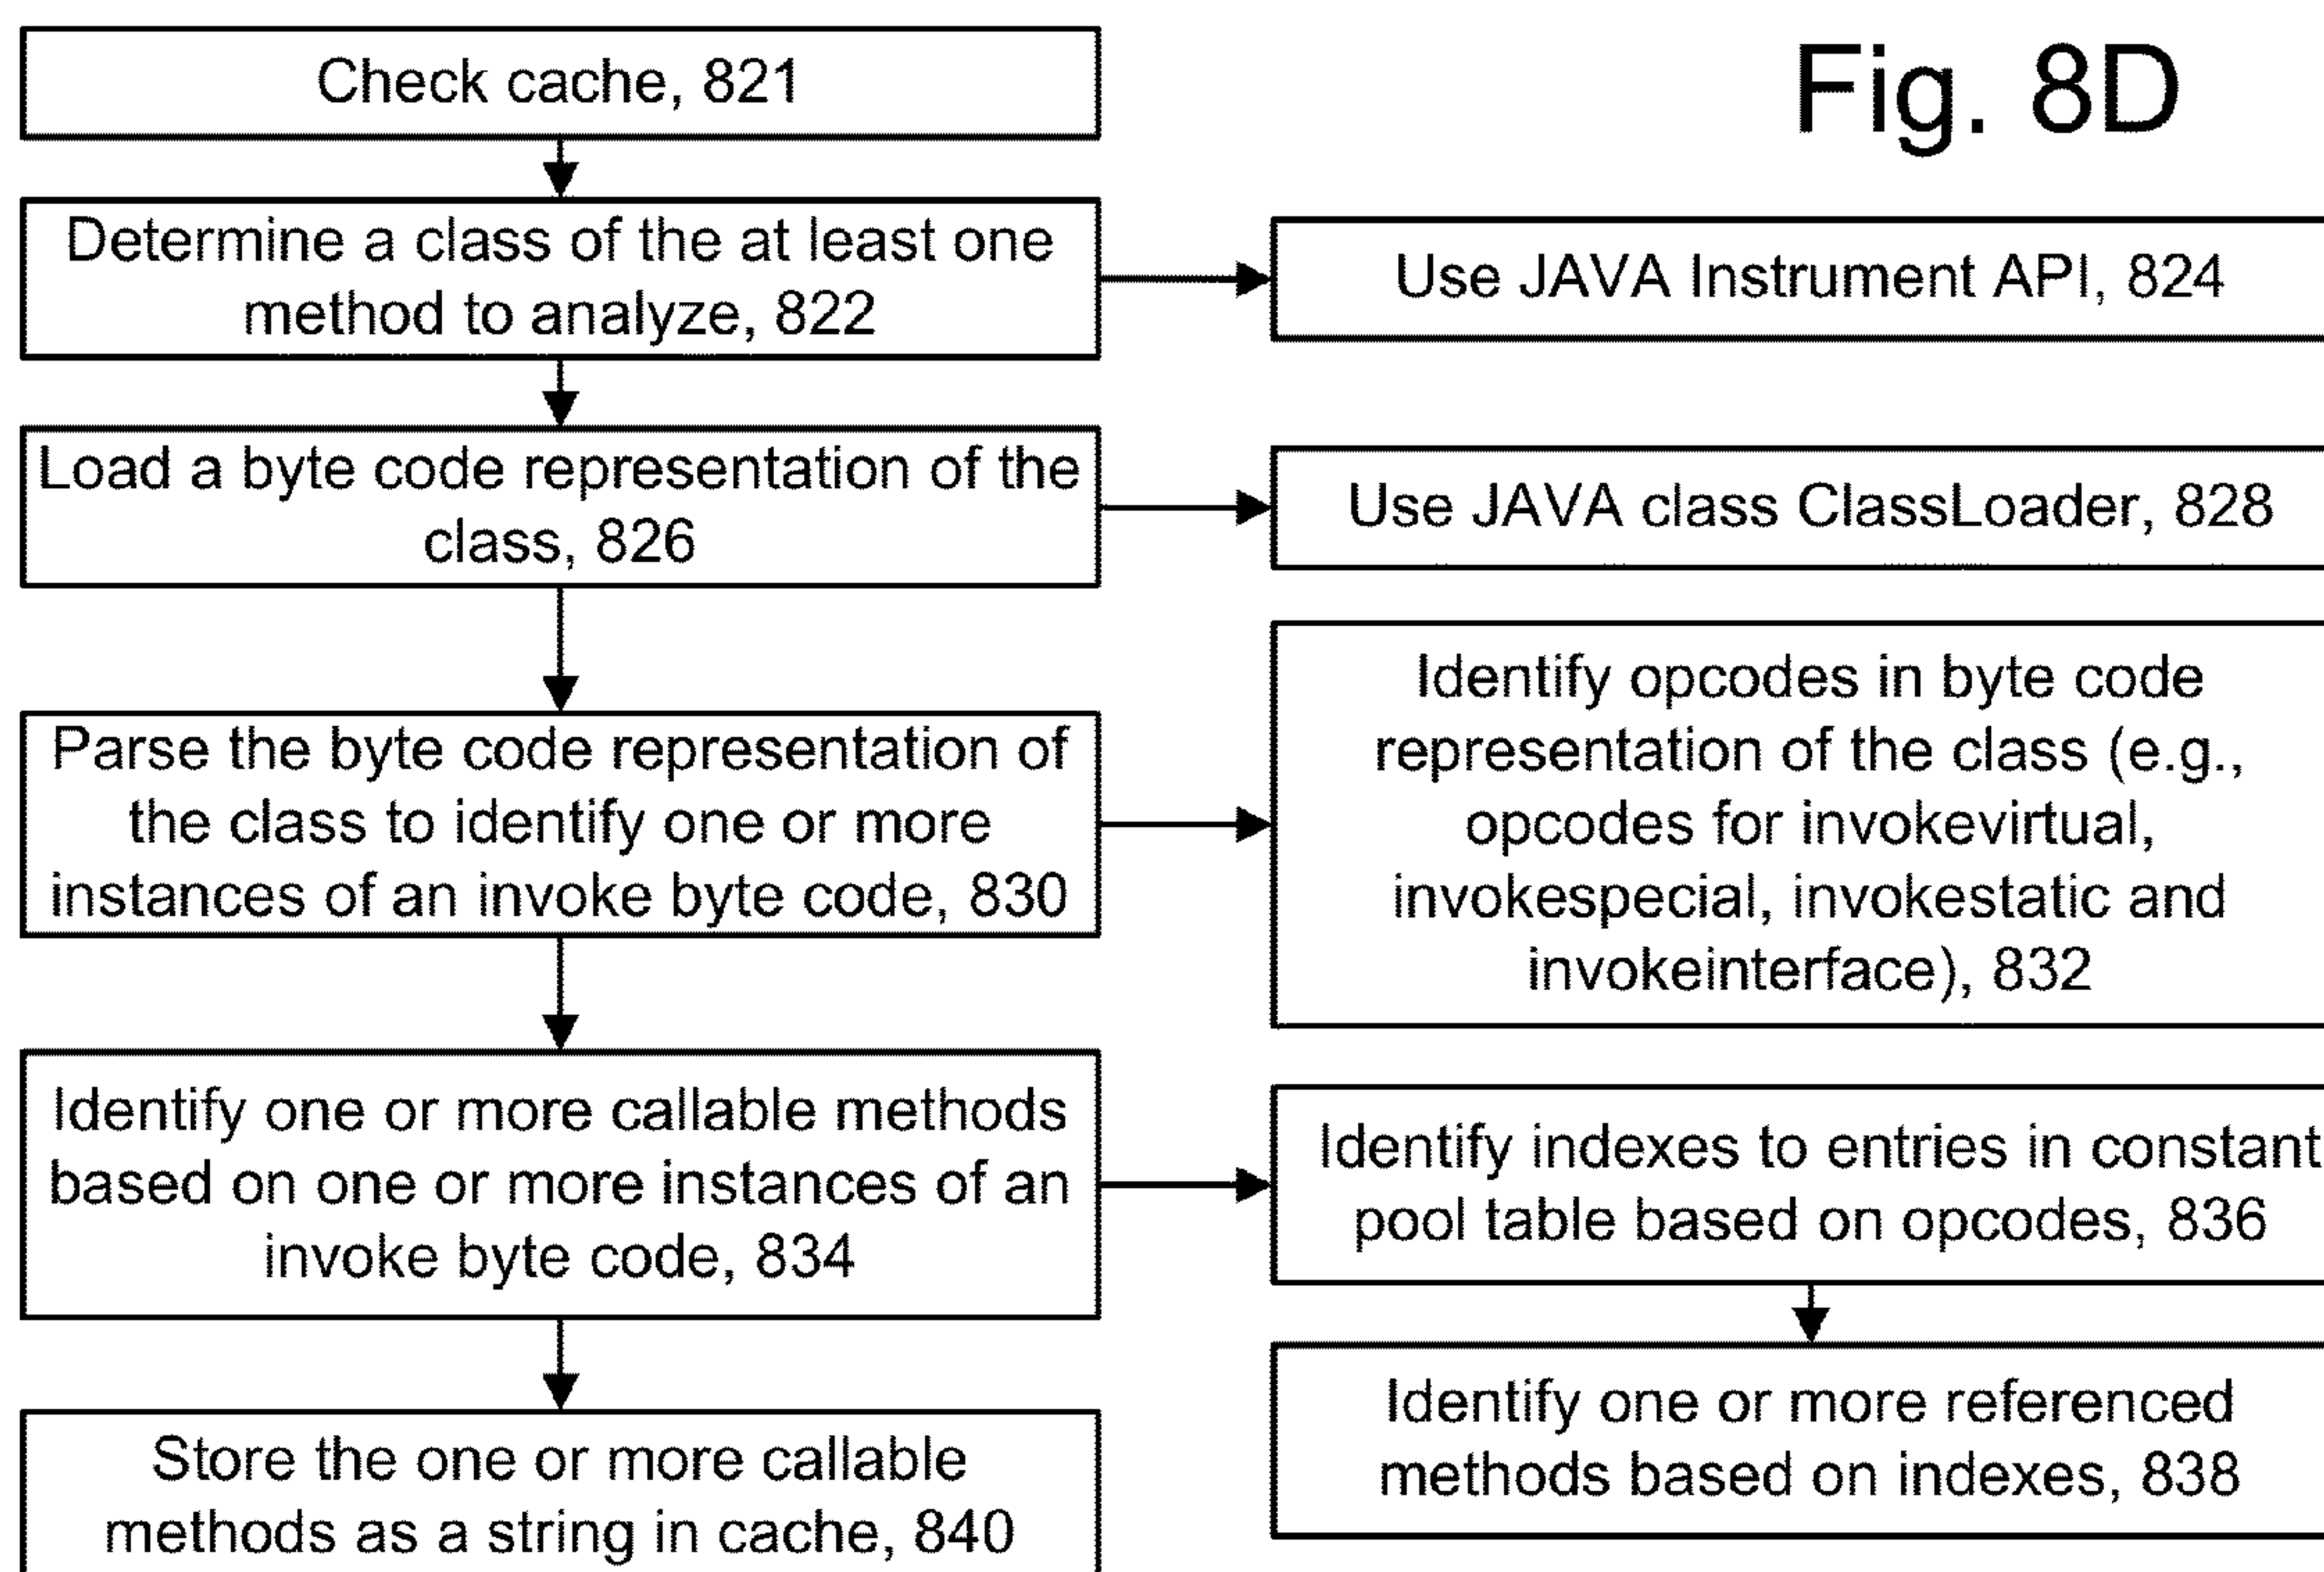 Fig. 8D
Check cache, 821
Determine a class of the at least one
method to analyze, 822
Use JAVA Instrument API, 824
Load a byte code representation of the
class, 826
Use JAVA class ClassLoader, 828
Parse the byte code representation of
the class to identify one or more
instances of an invoke byte code, 830
Identify opcodes in byte code
representation of the class (e.g.,
opcodes for invokevirtual,
invokespecial, invokestatic and
invokeinterface), 832
Identify one or more callable methods
based on one or more instances of an
invoke byte code, 834
Identify indexes to entries in constant
pool table based on opcodes, 836
Identify one or more referenced
methods based on indexes, 838
Store the one or more callable
methods as a string in cache, 840